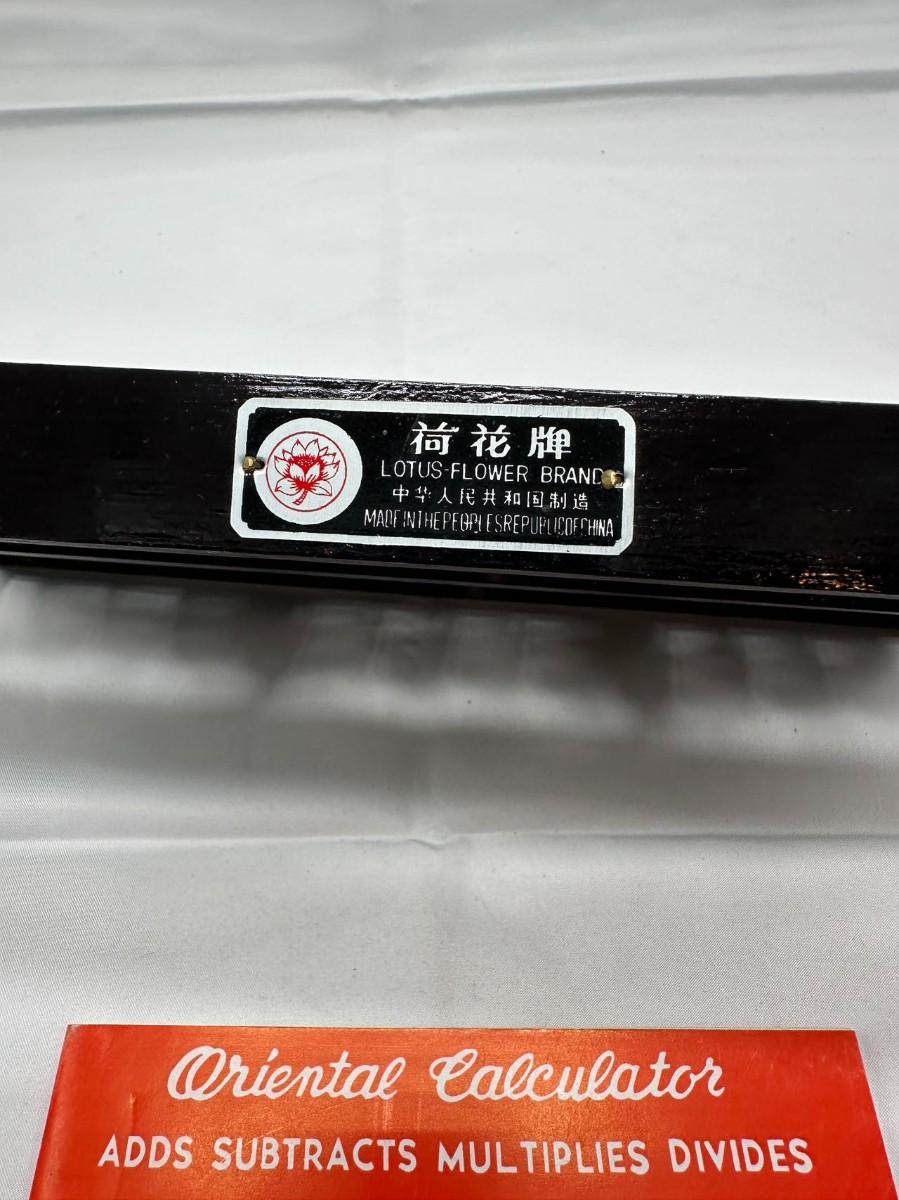 荷花牌
LOTUS-FLOWER BRAND
中华人民共和国制造
MADE IN THE PEOPLES REPUBLIC OF CHINA
Oriental Calculator
ADDS SUBTRACTS MULTIPLIES DIVIDES